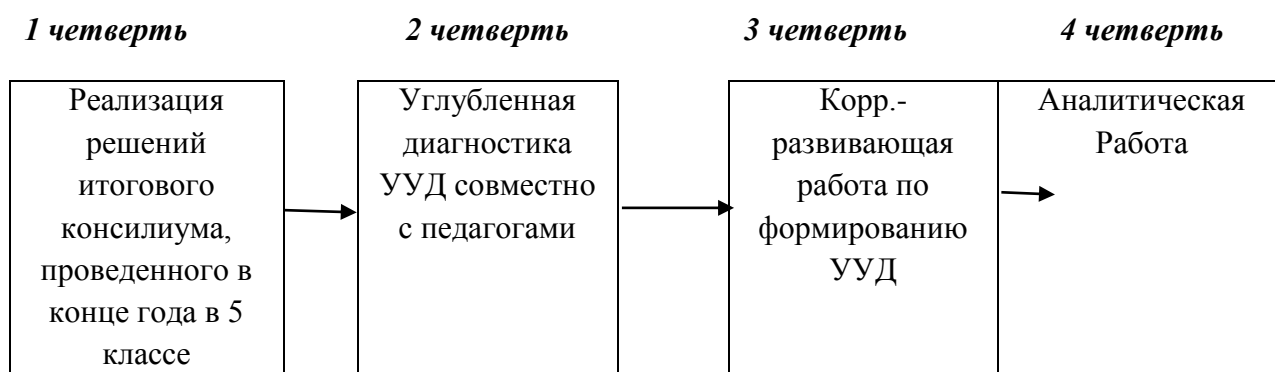 1 четверть 2 четверть 3 четверть 4 четверть
Реализация
решений
итогового
консилиума,
проведенного в
конце года в 5
классе
Углубленная
диагностика
УУД совместно
с педагогами
Корр.-
развивающая
работа по
формированию
УУД
Аналитическая
Работа